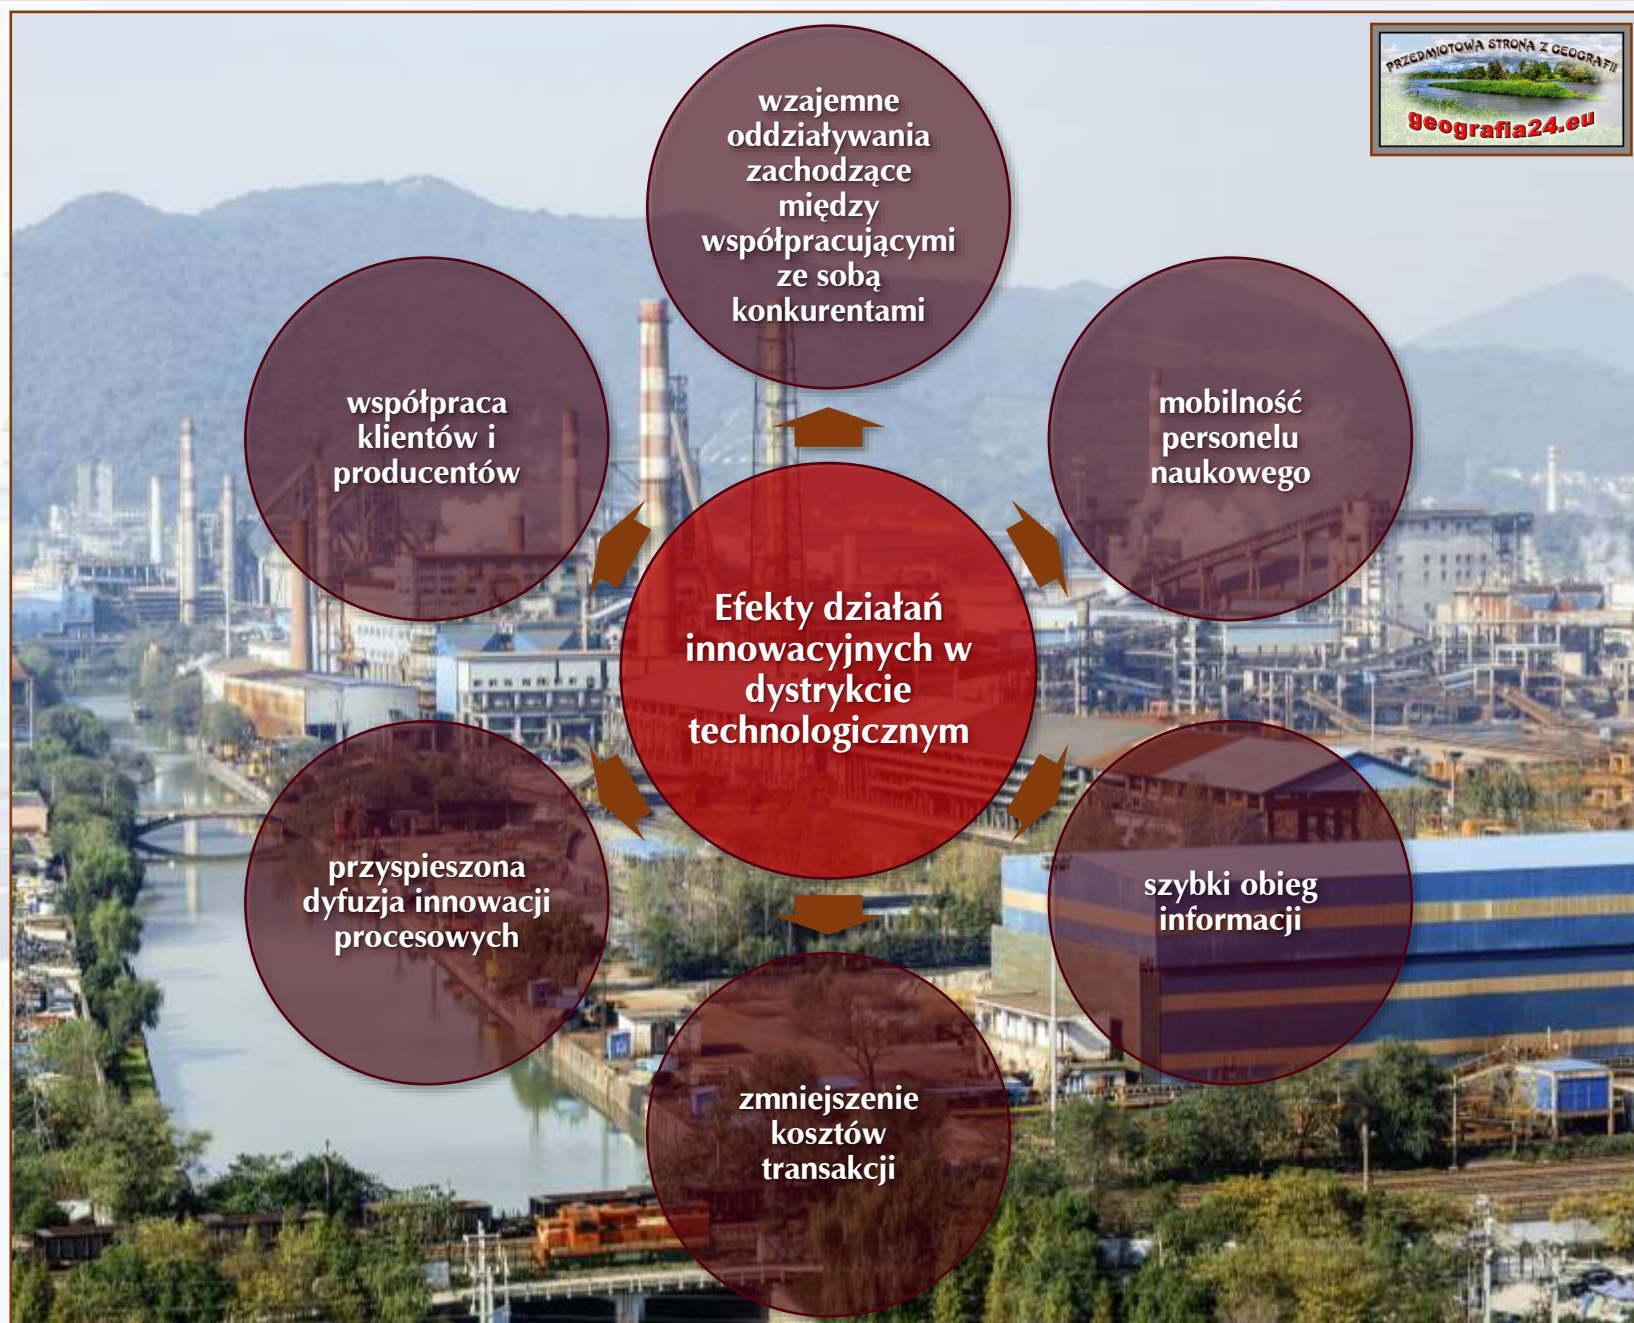 PRZEDMIOTOWA STRONA Z GEOGRAFII
geografia24.eu
wzajemne
oddziaływania
zachodzące
między
współpracującymi
ze sobą
konkurentami
mobilność
personelu
naukowego
szybki obieg
informacji
zmniejszenie
kosztów
transakcji
przyspieszona
dyfuzja innowacji
procesowych
współpraca
klientów i
producentów
Efekty działań
innowacyjnych w
dystrykcie
technologicznym